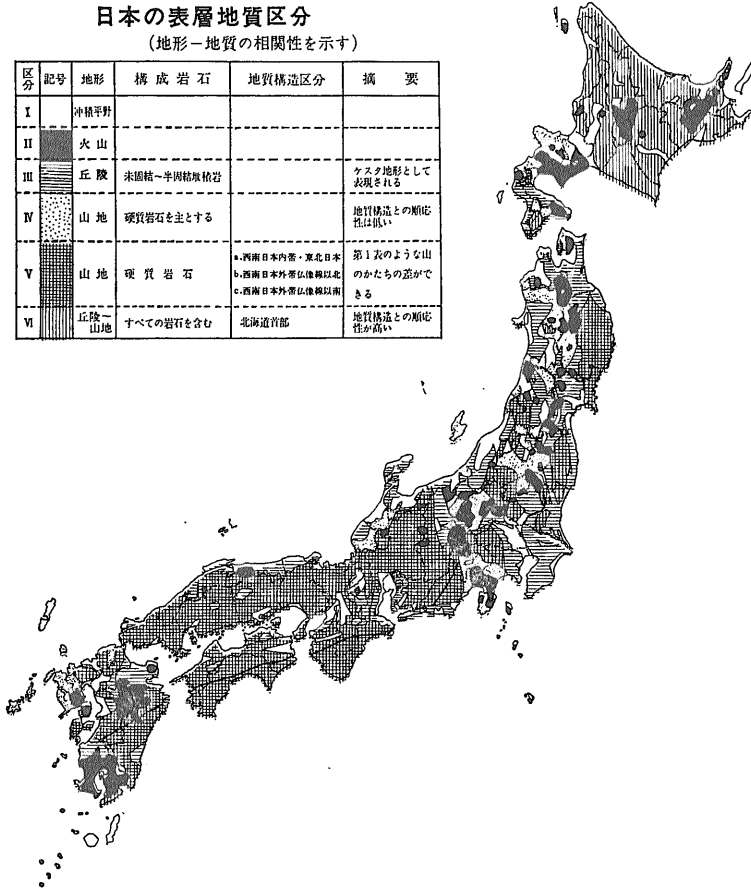 日本の表層地質区分
(地形−地質の相関性を示す)
区分 記号 地形 構成岩石 地質構造区分 摘要
I 沖積平野
II 火山
III 丘陵 未固結〜半固結堆積岩 ケスタ地形として
表現される
IV 山地 硬質岩石を主とする 地質構造との順応
性は低い
V 山地 硬質岩石 a.西南日本内帯・東北日本
b.西南日本外帯仏像線以北
c.西南日本外帯仏像線以南
第1表のような山
のかたちの差がで
きる
VI 丘陵〜
山地 すべての岩石を含む 北海道首部 地質構造との順応
性が高い